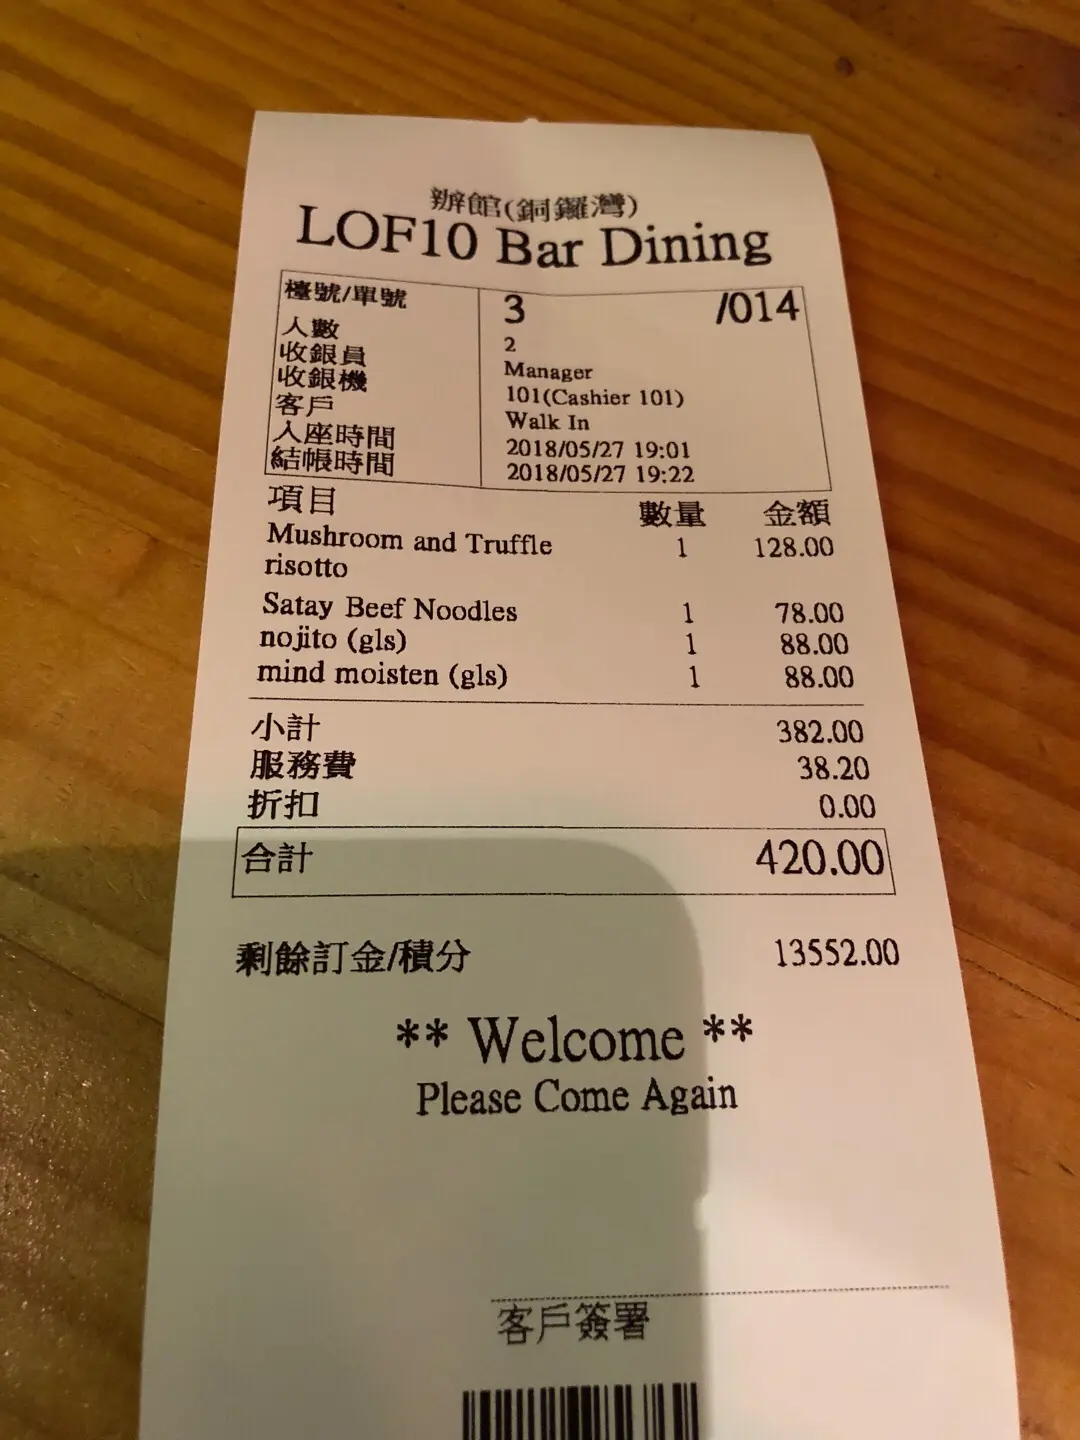 辦館(銅鑼灣)
LOF10 Bar Dining
檯號/單號 3 /014
人數 2
收銀員 Manager
收銀機 101(Cashier 101)
客戶 Walk In
入座時間 2018/05/27 19:01
結帳時間 2018/05/27 19:22
項目 數量 金額
Mushroom and Truffle 1 128.00
risotto
Satay Beef Noodles 1 78.00
nojito (gls) 1 88.00
mind moisten (gls) 1 88.00
小計 382.00
服務費 38.20
折扣 0.00
合計 420.00
剩餘訂金/積分 13552.00
** Welcome **
Please Come Again
客戶簽署